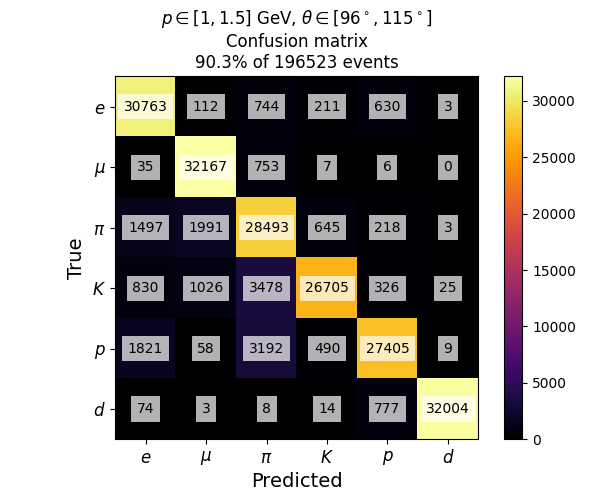 p ∈ [1, 1.5] GeV, θ ∈ [96°, 115°]
Confusion matrix
90.3% of 196523 events
True
e 30763 112 744 211 630 3
μ 35 32167 753 7 6 0
π 1497 1991 28493 645 218 3
K 830 1026 3478 26705 326 25
p 1821 58 3192 490 27405 9
d 74 3 8 14 777 32004
e μ π K p d
Predicted
30000
25000
20000
15000
10000
5000
0